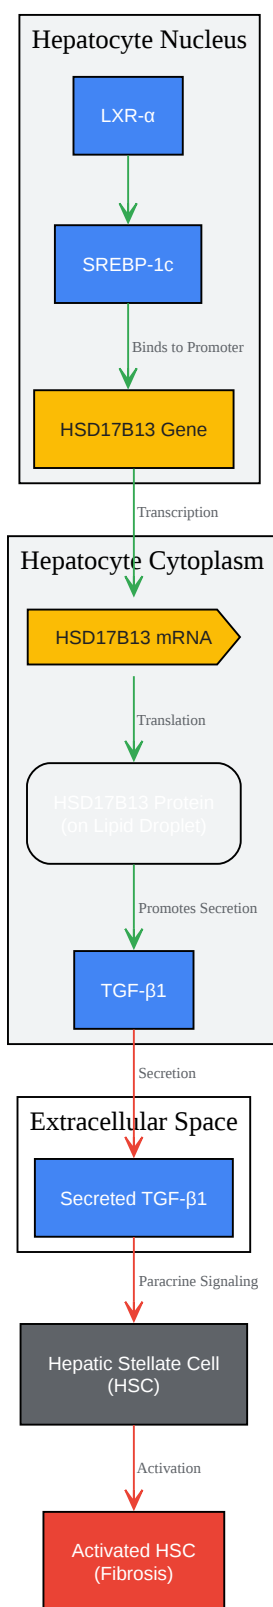 Hepatocyte Nucleus
LXR-α
SREBP-1c
Binds to Promoter
HSD17B13 Gene
Transcription
Hepatocyte Cytoplasm
HSD17B13 mRNA
Translation
HSD17B13 Protein
(on Lipid Droplet)
Promotes Secretion
TGF-β1
Secretion
Extracellular Space
Secreted TGF-β1
Paracrine Signaling
Hepatic Stellate Cell
(HSC)
Activation
Activated HSC
(Fibrosis)